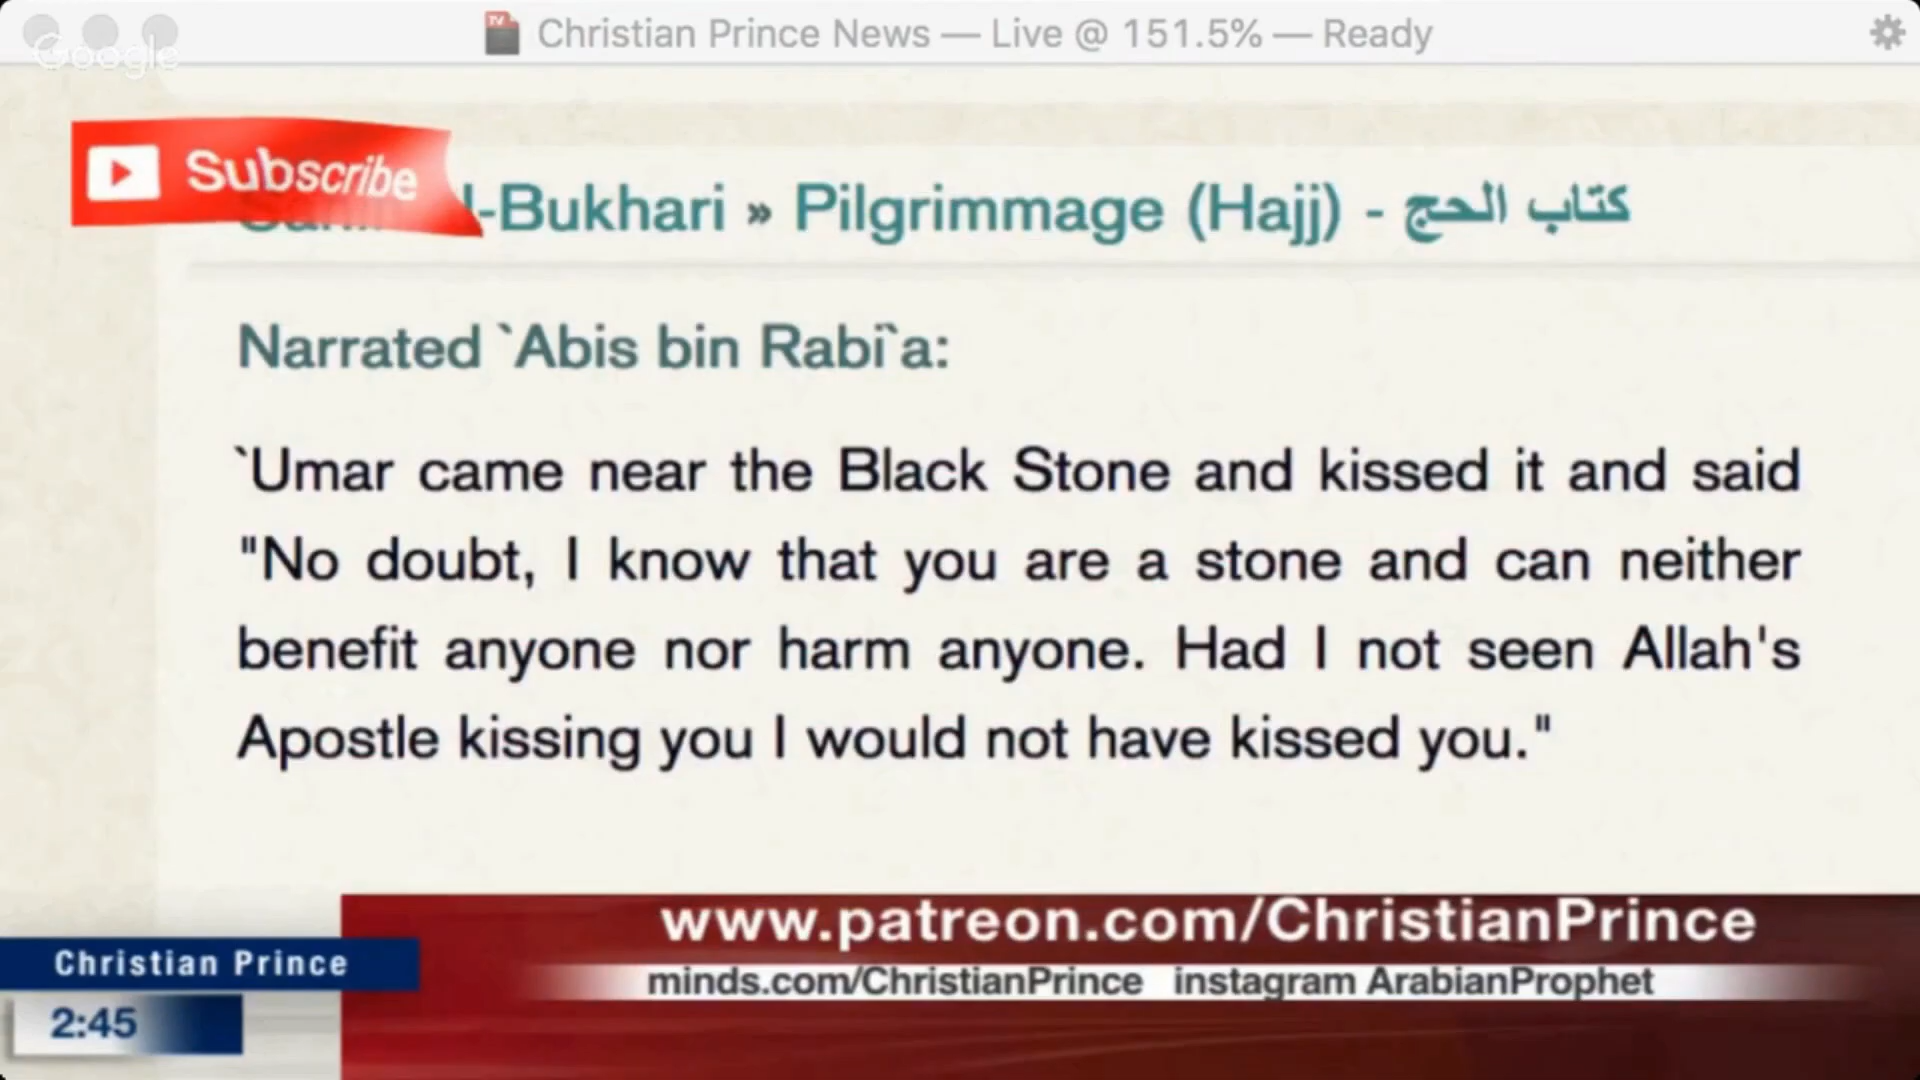 Christian Prince News — Live @ 151.5% — Ready
Google
Subscribe
l-Bukhari » Pilgrimmage (Hajj) - كتاب الحج
Narrated `Abis bin Rabi`a:
`Umar came near the Black Stone and kissed it and said
"No doubt, I know that you are a stone and can neither
benefit anyone nor harm anyone. Had I not seen Allah's
Apostle kissing you I would not have kissed you."
www.patreon.com/ChristianPrince
Christian Prince
minds.com/ChristianPrince instagram ArabianProphet
2:45